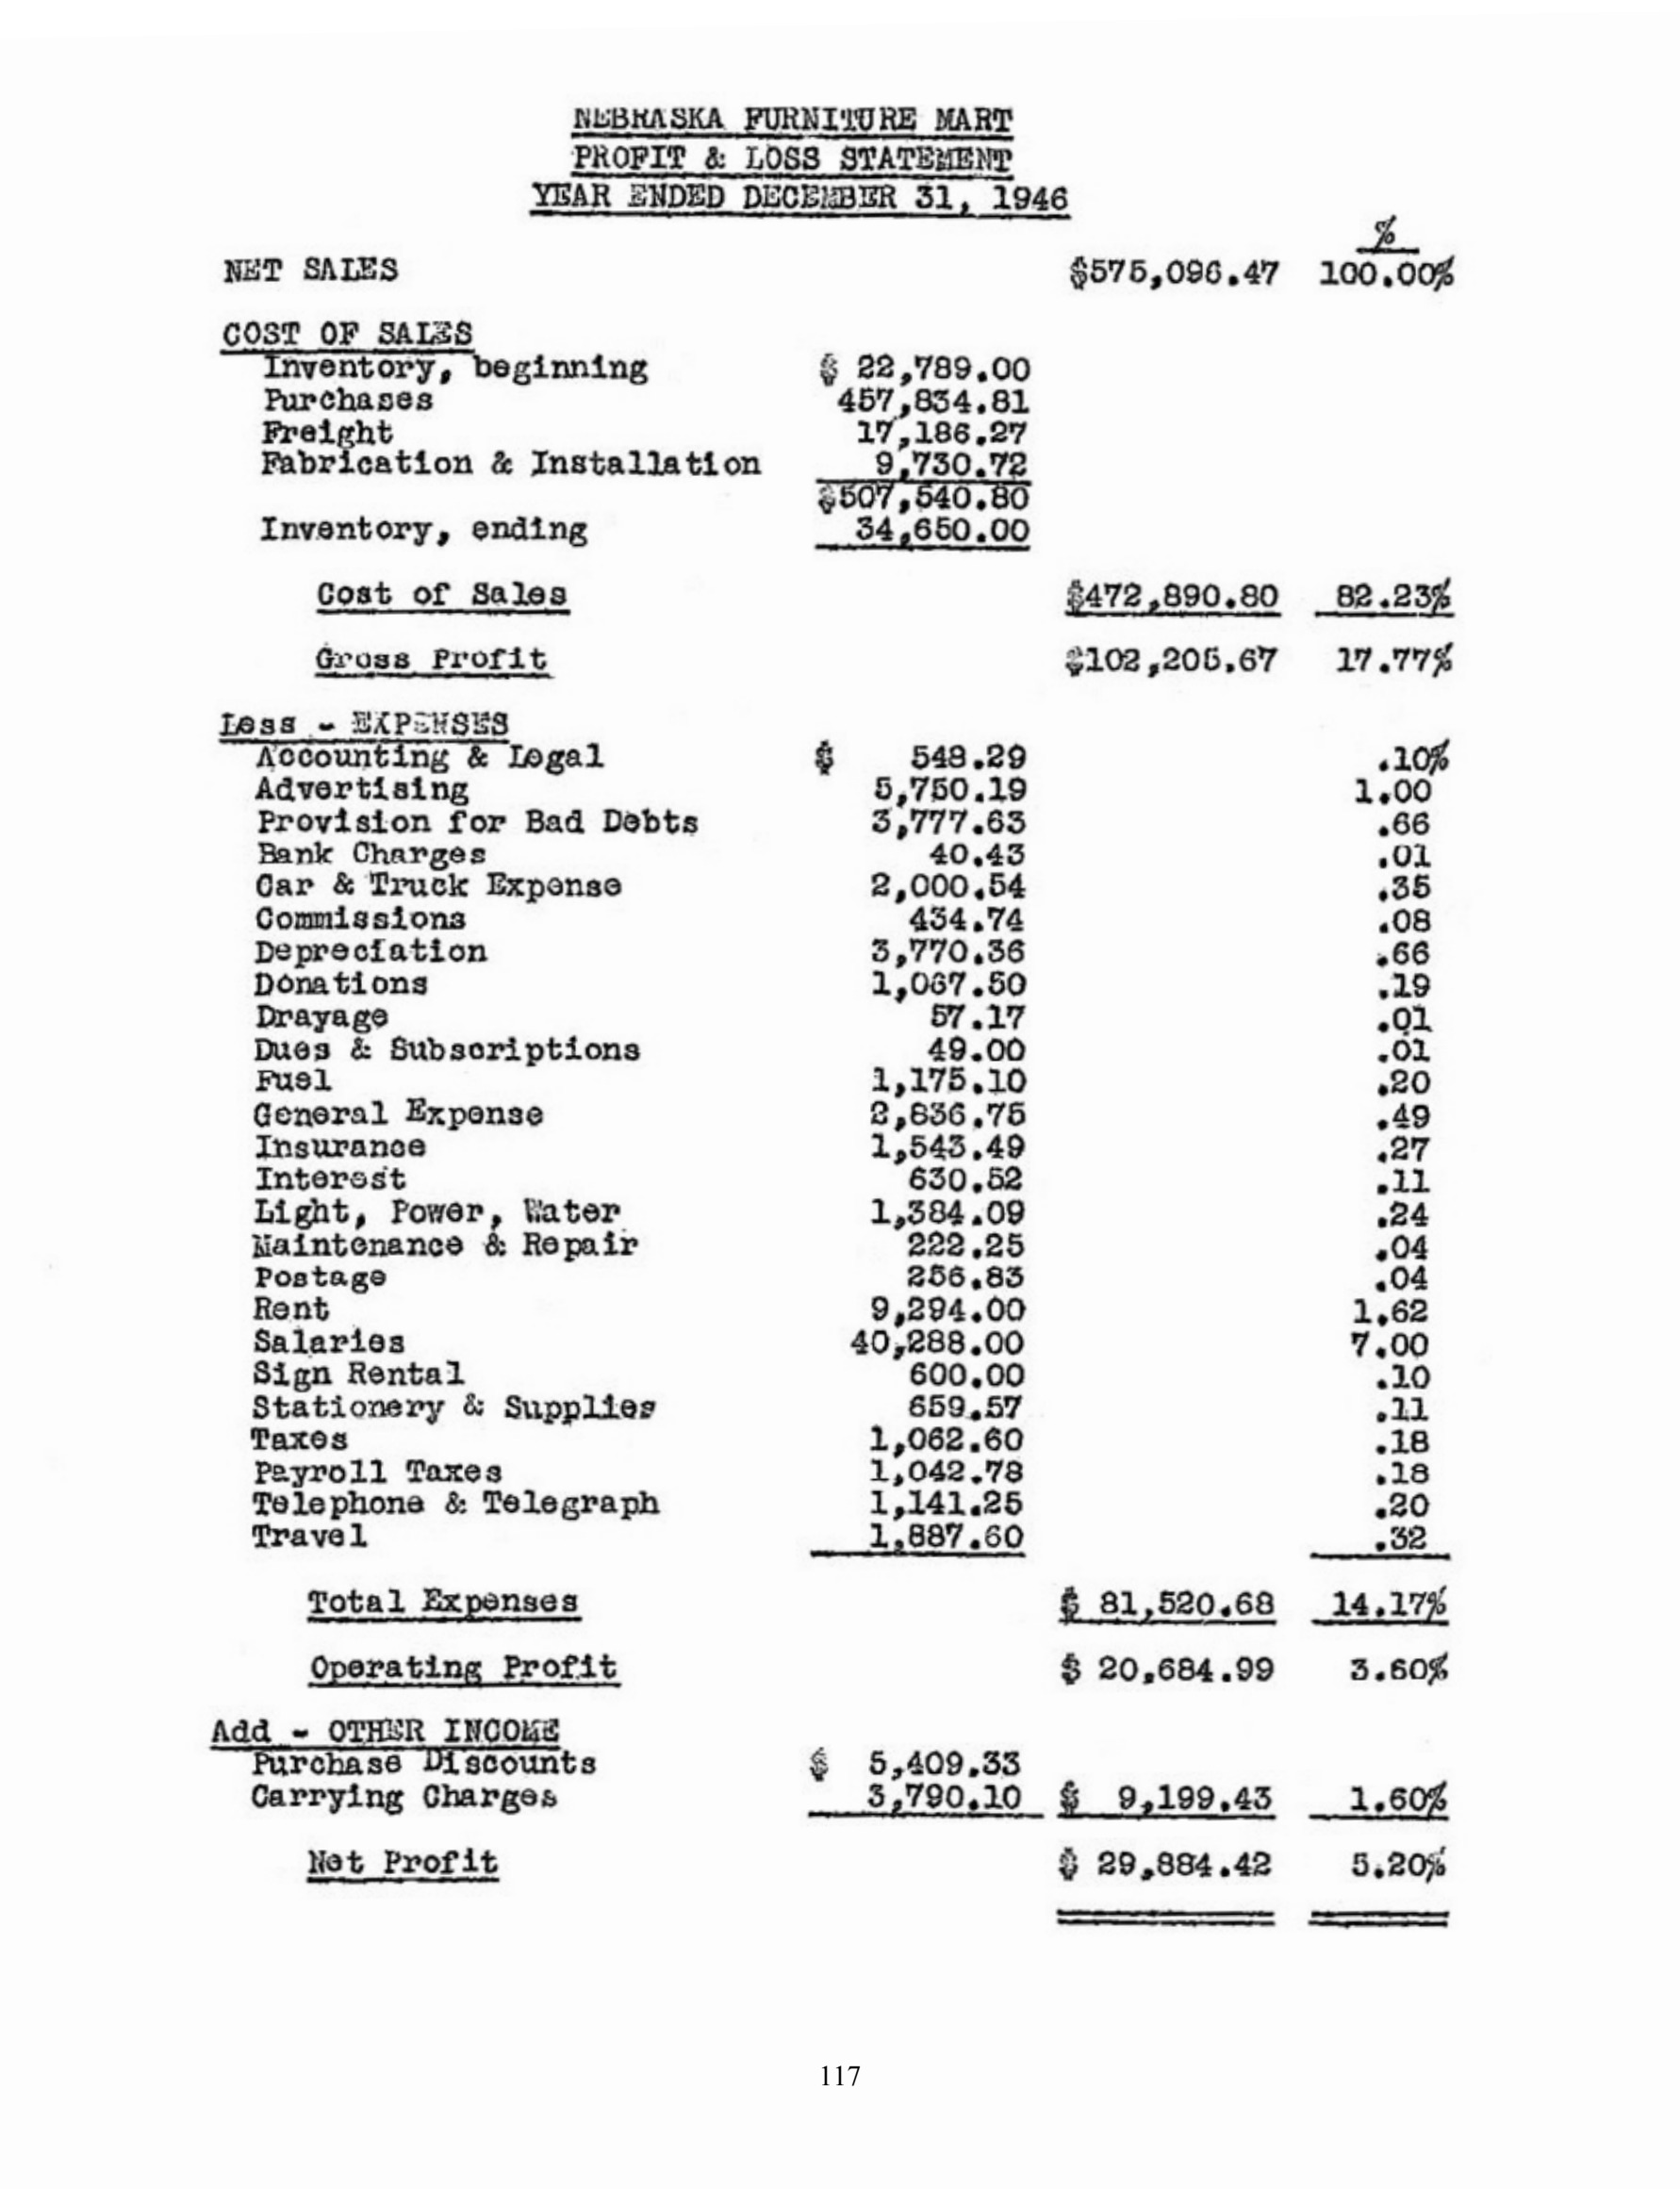 NEBRASKA FURNITURE MART
PROFIT & LOSS STATEMENT
YEAR ENDED DECEMBER 31, 1946
%
NET SALES $575,096.47 100.00%
COST OF SALES
Inventory, beginning $ 22,789.00
Purchases 457,834.81
Freight 17,186.27
Fabrication & Installation 9,730.72
$507,540.80
Inventory, ending 34,650.00
Cost of Sales $472,890.80 82.23%
Gross Profit $102,205.67 17.77%
Less - EXPENSES
Accounting & Legal $ 548.29 .10%
Advertising 5,750.19 1.00
Provision for Bad Debts 3,777.63 .66
Bank Charges 40.43 .01
Car & Truck Expense 2,000.54 .35
Commissions 434.74 .08
Depreciation 3,770.36 .66
Donations 1,067.50 .19
Drayage 57.17 .01
Dues & Subscriptions 49.00 .01
Fuel 1,175.10 .20
General Expense 2,836.75 .49
Insurance 1,543.49 .27
Interest 630.52 .11
Light, Power, Water 1,384.09 .24
Maintenance & Repair 222.25 .04
Postage 256.83 .04
Rent 9,294.00 1.62
Salaries 40,288.00 7.00
Sign Rental 600.00 .10
Stationery & Supplies 659.57 .11
Taxes 1,062.60 .18
Payroll Taxes 1,042.78 .18
Telephone & Telegraph 1,141.25 .20
Travel 1,887.60 .32
Total Expenses $ 81,520.68 14.17%
Operating Profit $ 20,684.99 3.60%
Add - OTHER INCOME
Purchase Discounts $ 5,409.33
Carrying Charges 3,790.10 $ 9,199.43 1.60%
Net Profit $ 29,884.42 5.20%
117